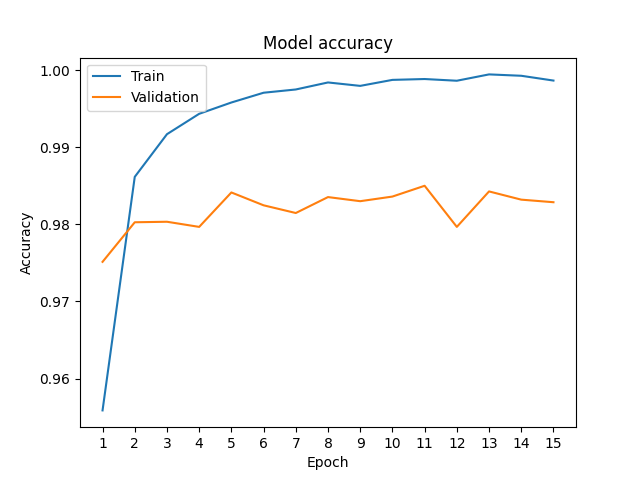 Model accuracy
Train
Validation
1.00
0.99
0.98
0.97
0.96
Accuracy
1 2 3 4 5 6 7 8 9 10 11 12 13 14 15
Epoch